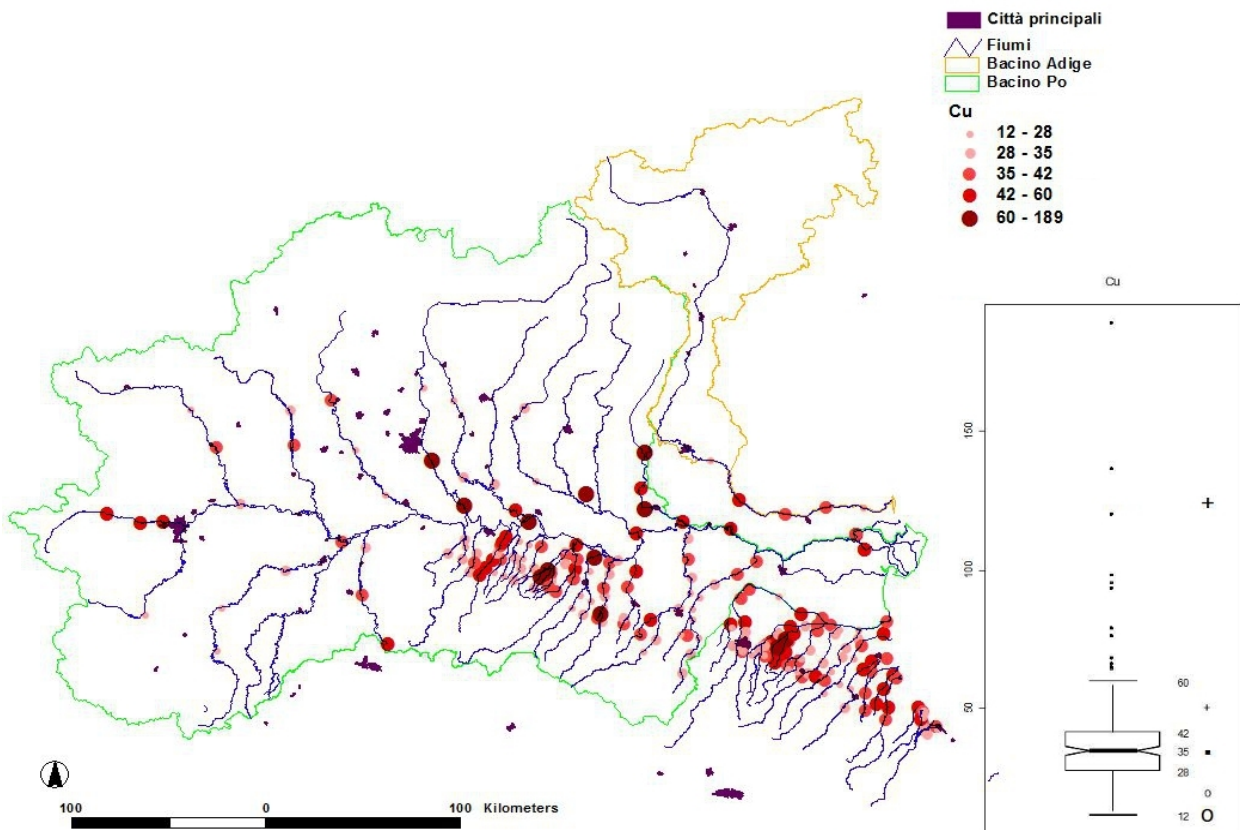 Città principali
Fiumi
Bacino Adige
Bacino Po
Cu
12 - 28
28 - 35
35 - 42
42 - 60
60 - 189
Cu
150
100
50
60
42
35
28
12
100 0 100 Kilometers